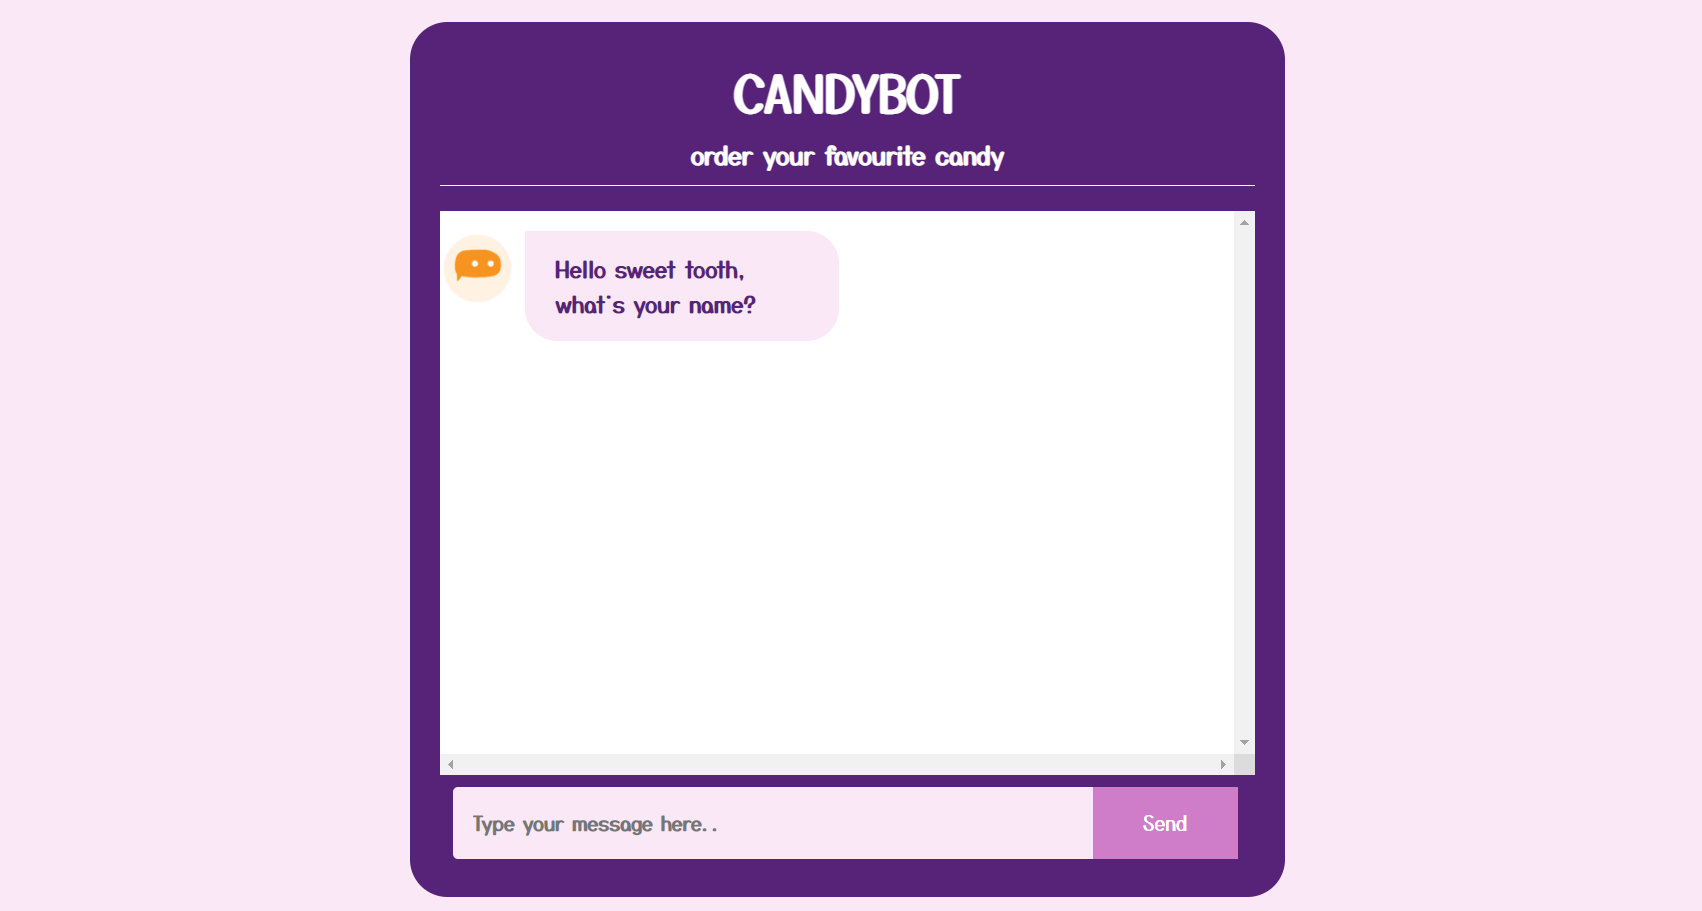 CANDYBOT
order your favourite candy
Hello sweet tooth,
what's your name?
Type your message here..
Send